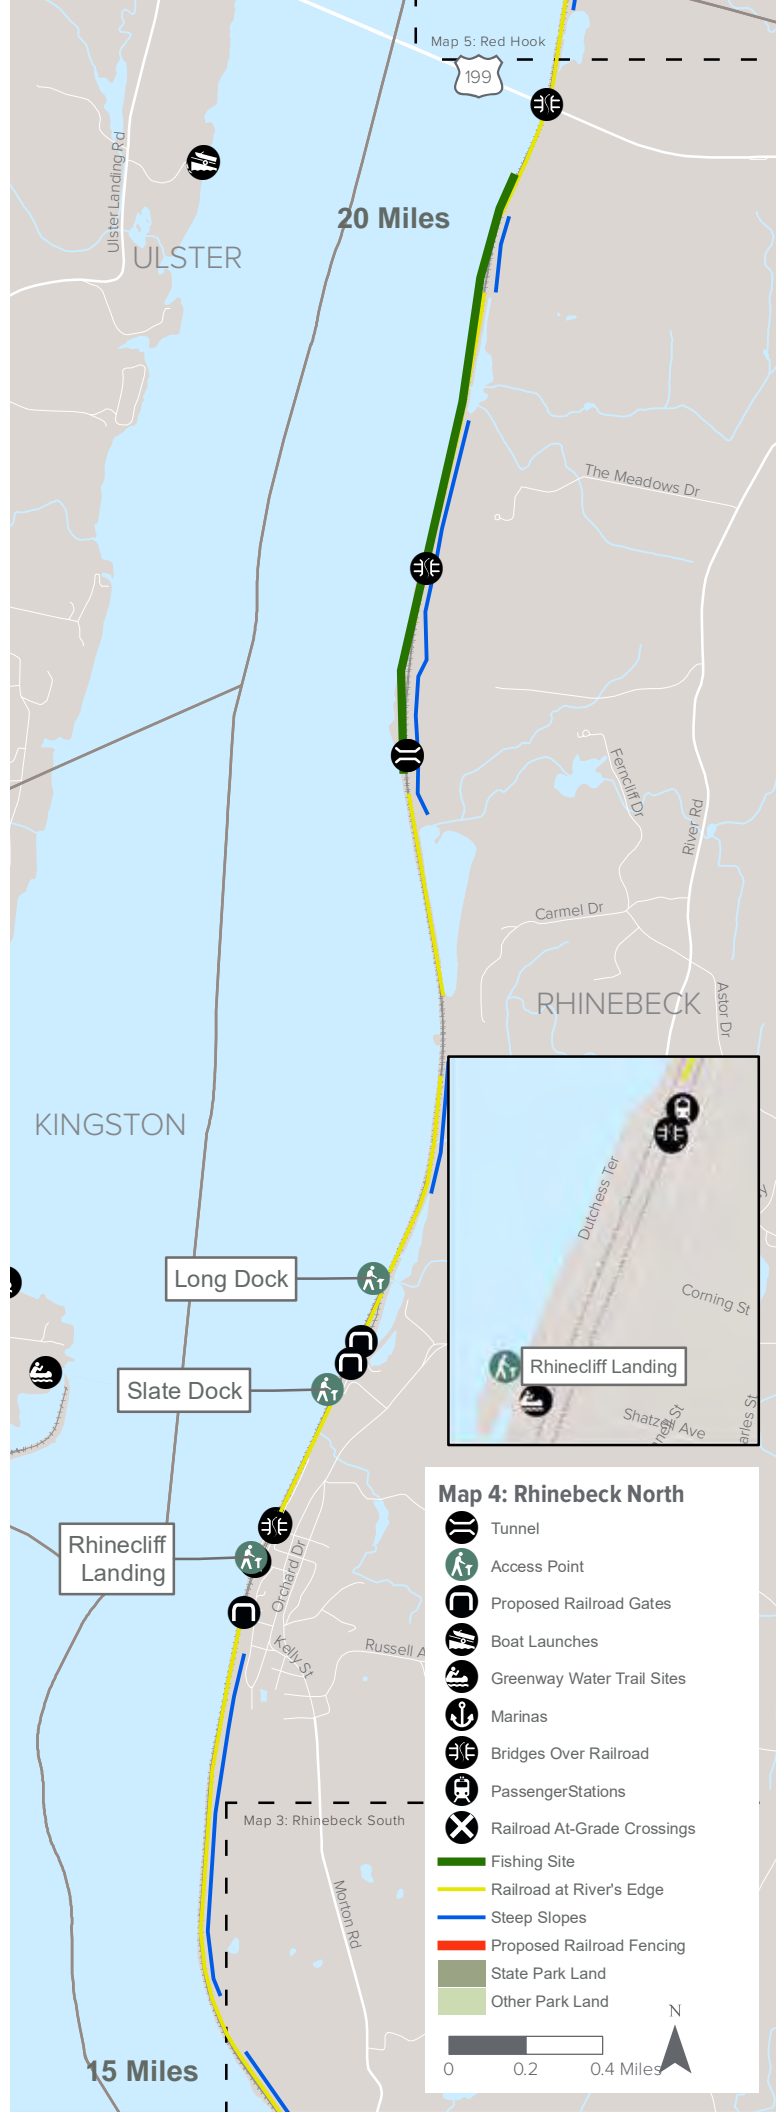 Map 5: Red Hook
199
Ulster Landing Rd
20 Miles
ULSTER
The Meadows Dr
Ferncliff Dr
River Rd
Carmel Dr
Astor Dr
RHINEBECK
KINGSTON
Dutchess Ter
Long Dock
Corning St
Rhinecliff Landing
Slate Dock
Shatzell Ave
arles St
Rhinecliff
Landing
Orchard Dr
Kelly St
Russell A
Map 3: Rhinebeck South
Morton Rd
15 Miles
Map 4: Rhinebeck North
Tunnel
Access Point
Proposed Railroad Gates
Boat Launches
Greenway Water Trail Sites
Marinas
Bridges Over Railroad
PassengerStations
Railroad At-Grade Crossings
Fishing Site
Railroad at River's Edge
Steep Slopes
Proposed Railroad Fencing
State Park Land
Other Park Land
N
0 0.2 0.4 Miles